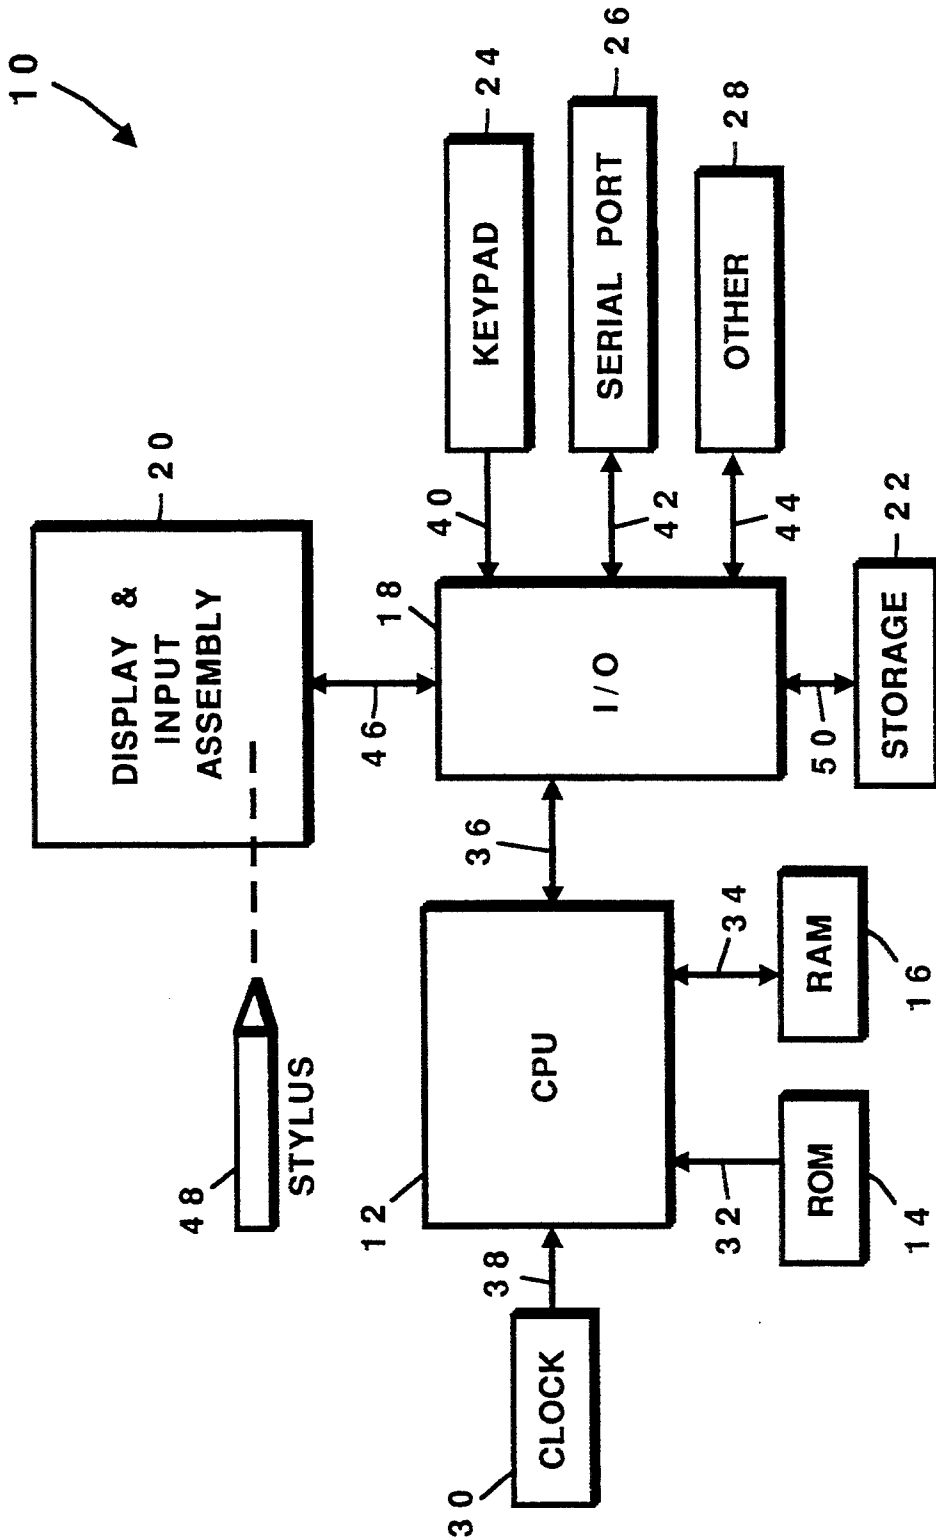 10
DISPLAY &
INPUT
ASSEMBLY
20
48
STYLUS
12
46
18
40
30
36
KEYPAD
24
38
CPU
CLOCK
I/O
SERIAL PORT
26
42
32
34
OTHER
28
44
ROM
RAM
50
STORAGE
22
14
16